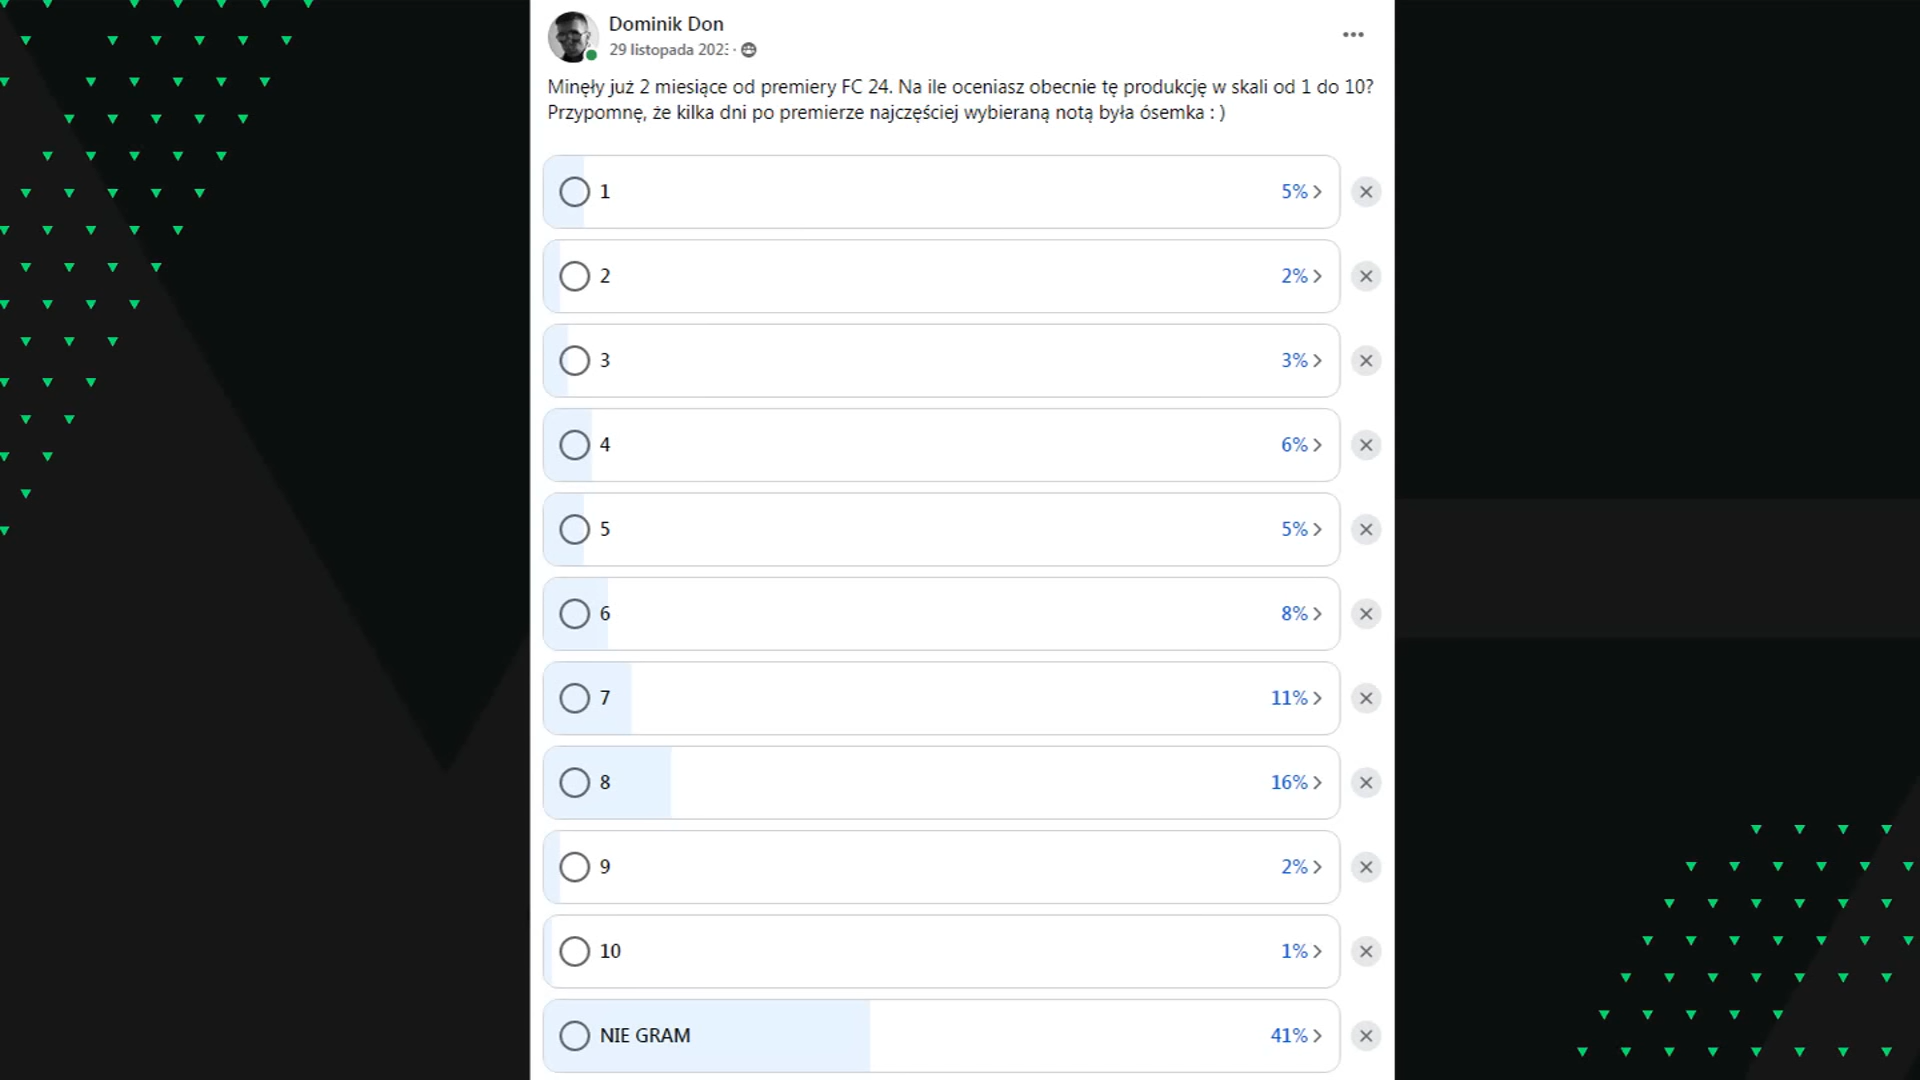 Dominik Don
29 listopada 2023 ·
Minęły już 2 miesiące od premiery FC 24. Na ile oceniasz obecnie tę produkcję w skali od 1 do 10?
Przypomnę, że kilka dni po premierze najczęściej wybieraną notą była ósemka : )
1 5%
2 2%
3 3%
4 6%
5 5%
6 8%
7 11%
8 16%
9 2%
10 1%
NIE GRAM 41%